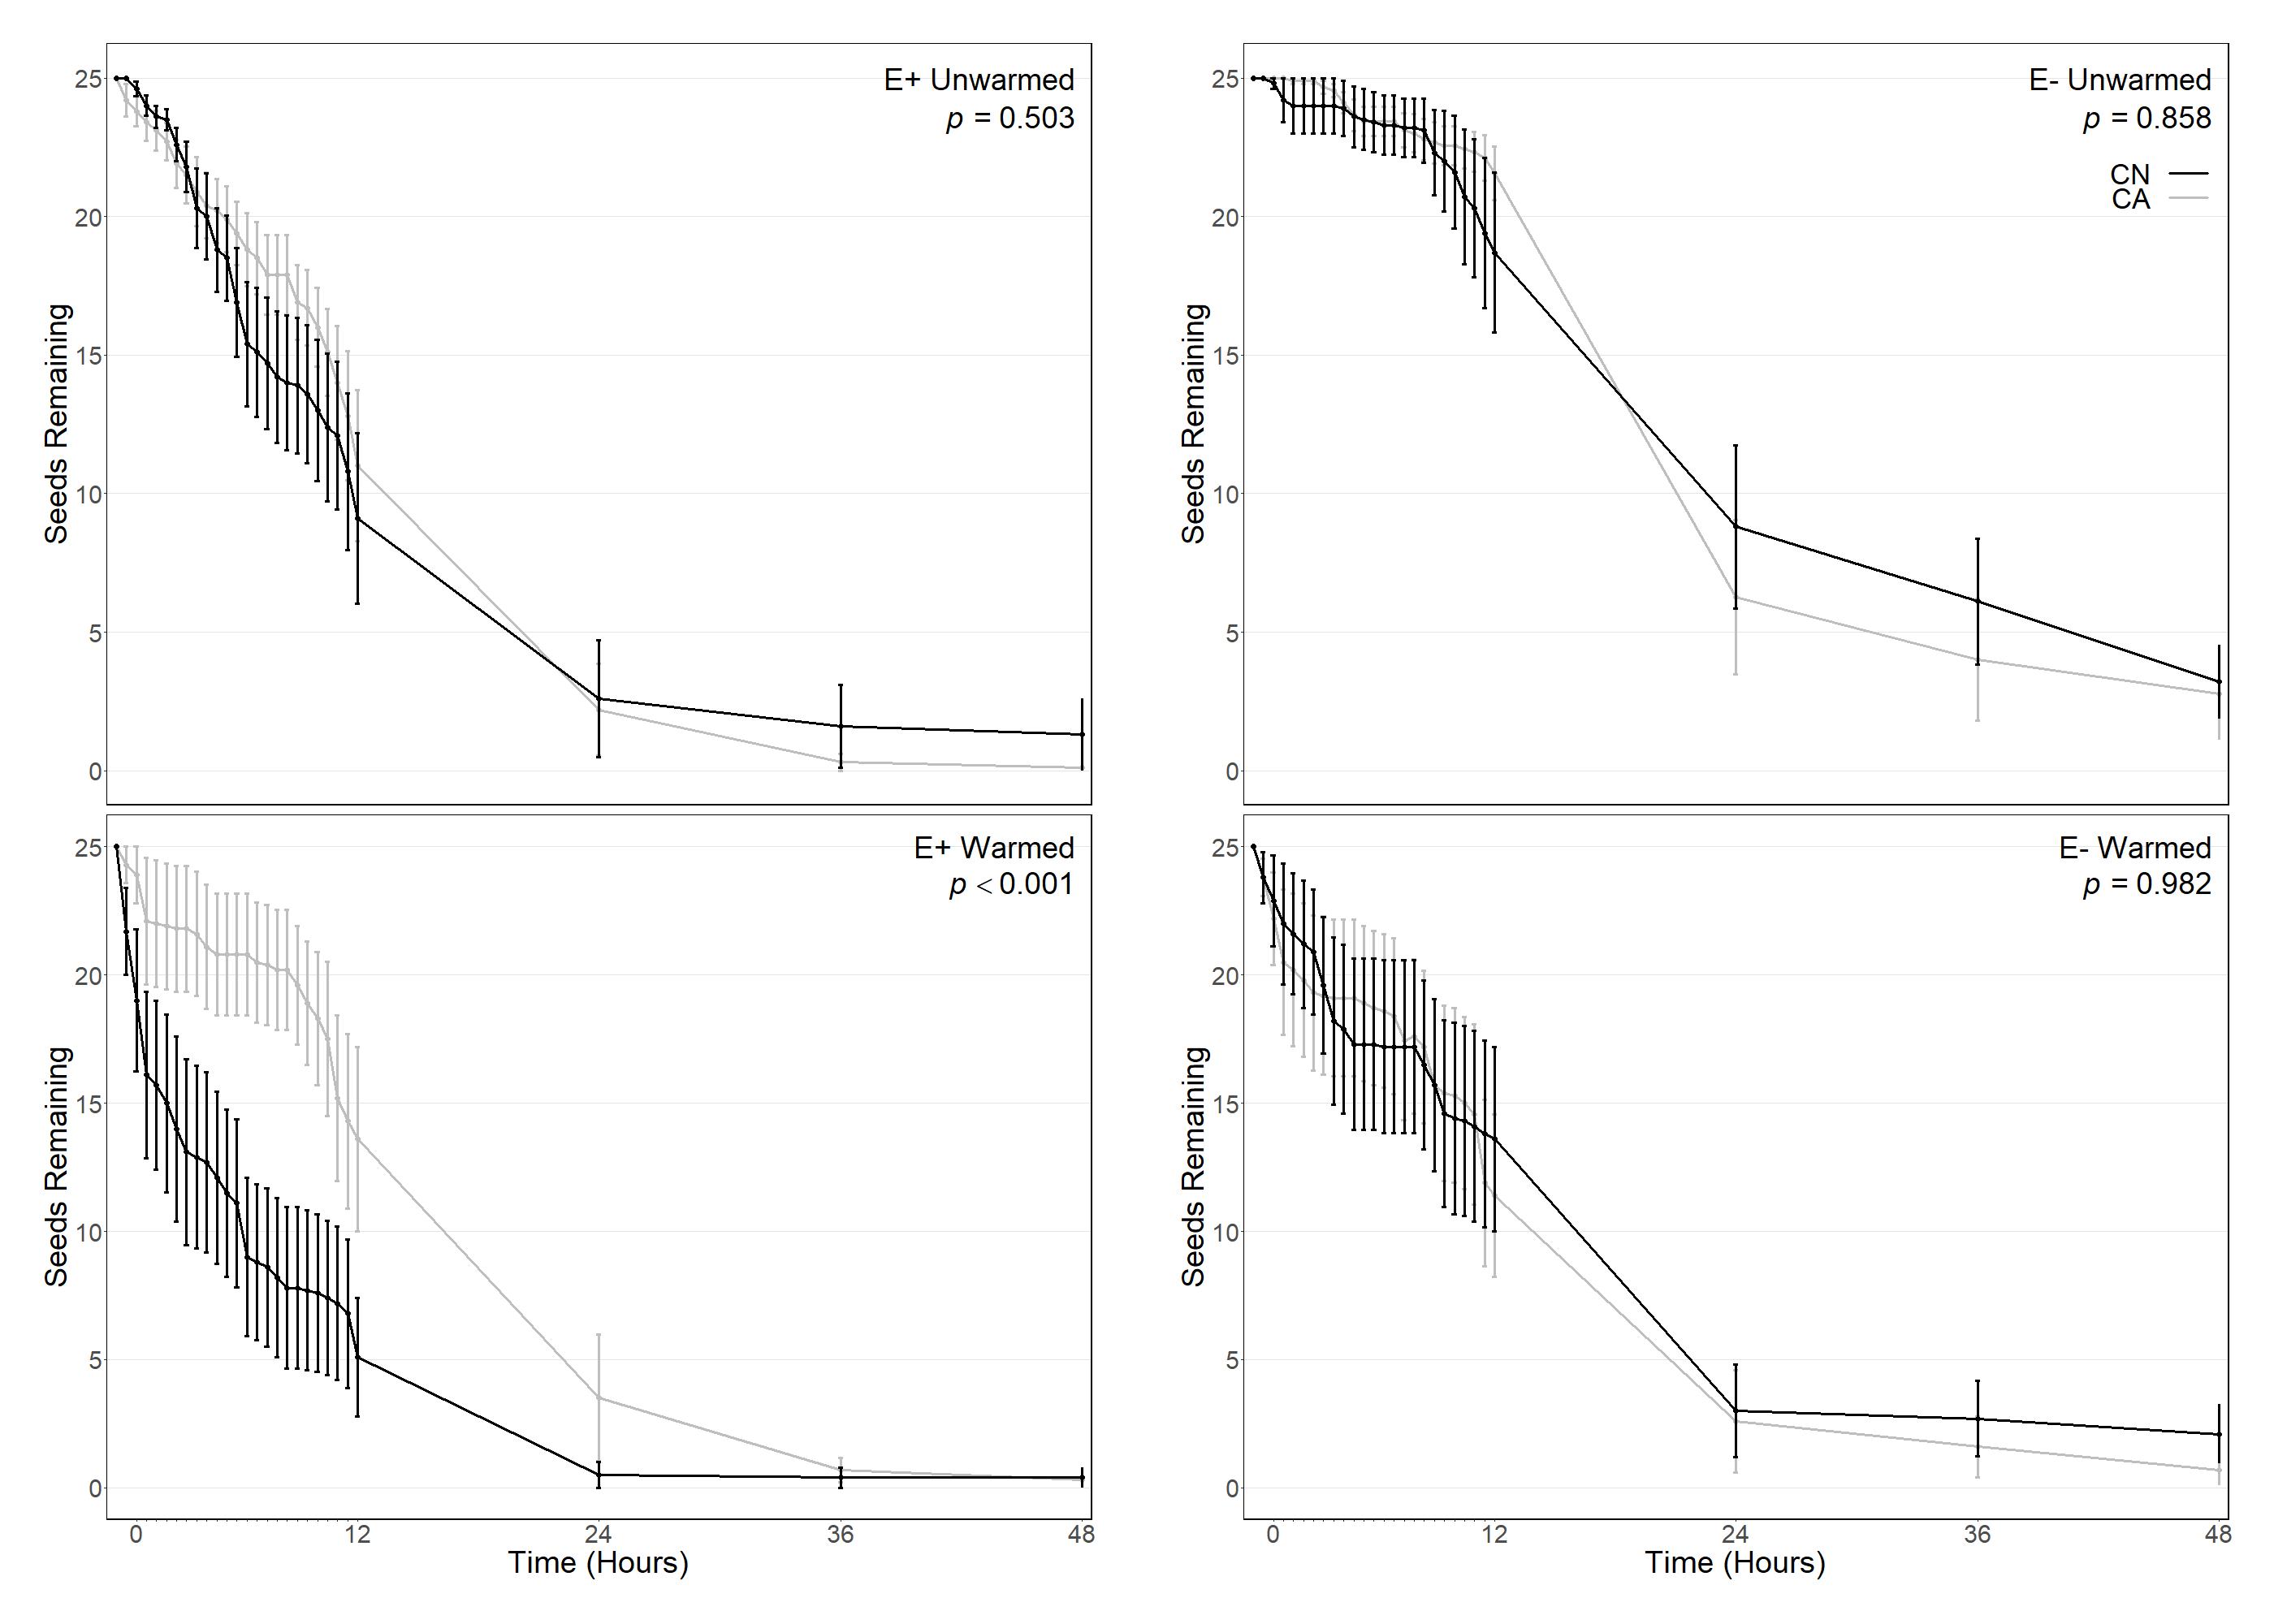 E+ Unwarmed
p = 0.503
25
20
15
10
5
0
Seeds Remaining
E- Unwarmed
p = 0.858
CN
CA
25
20
15
10
5
0
Seeds Remaining
E+ Warmed
p < 0.001
25
20
15
10
5
0
Seeds Remaining
0 12 24 36 48
Time (Hours)
E- Warmed
p = 0.982
25
20
15
10
5
0
Seeds Remaining
0 12 24 36 48
Time (Hours)